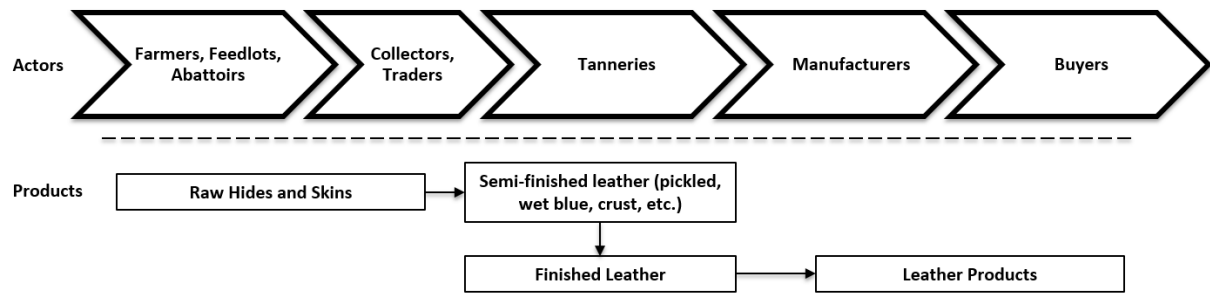 Actors
Farmers, Feedlots,
Abattoirs
Collectors,
Traders
Tanneries
Manufacturers
Buyers
Products
Raw Hides and Skins
Semi-finished leather (pickled,
wet blue, crust, etc.)
Finished Leather
Leather Products